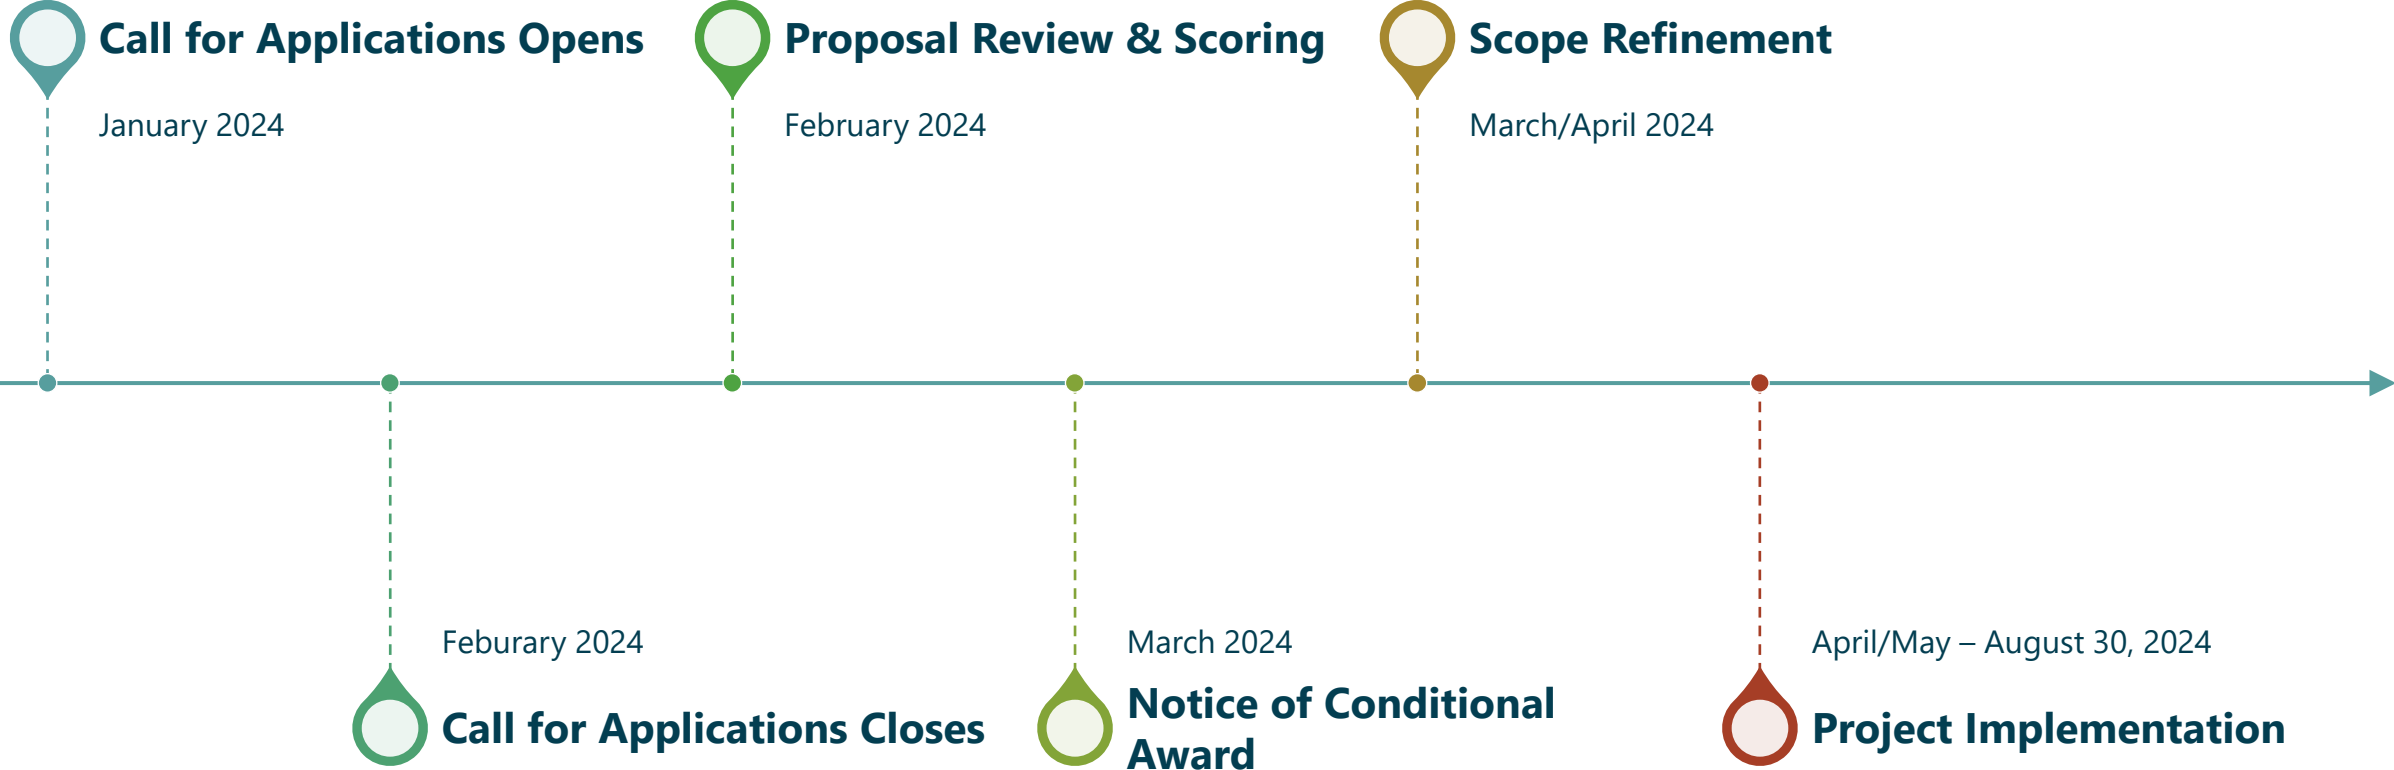 Call for Applications Opens
January 2024
Proposal Review & Scoring
February 2024
Scope Refinement
March/April 2024
Feburary 2024
Call for Applications Closes
March 2024
Notice of Conditional
Award
April/May – August 30, 2024
Project Implementation